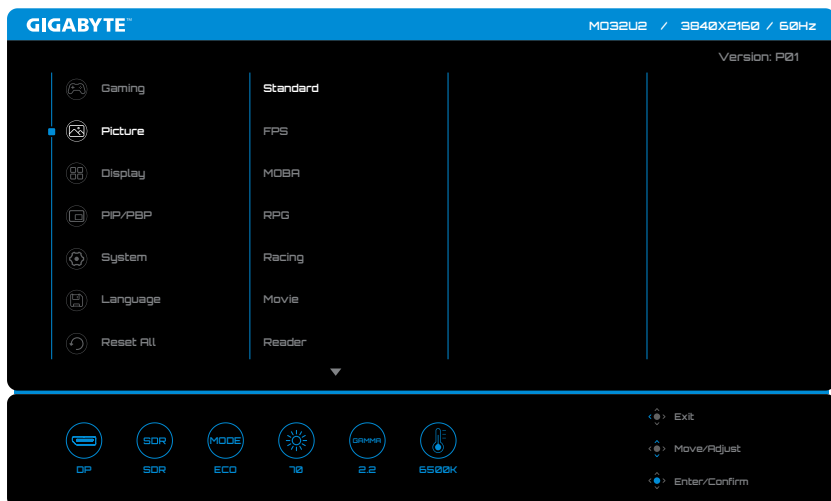 GIGABYTE™
MO32U2 / 3840X2160 / 60Hz
Version: P01
Gaming
Picture
Display
PIP/PBP
System
Language
Reset All
Standard
FPS
MOBA
RPG
Racing
Movie
Reader
SDR
MODE
GAMMA
DP
SDR
ECO
70
2.2
6500K
Exit
Move/Adjust
Enter/Confirm